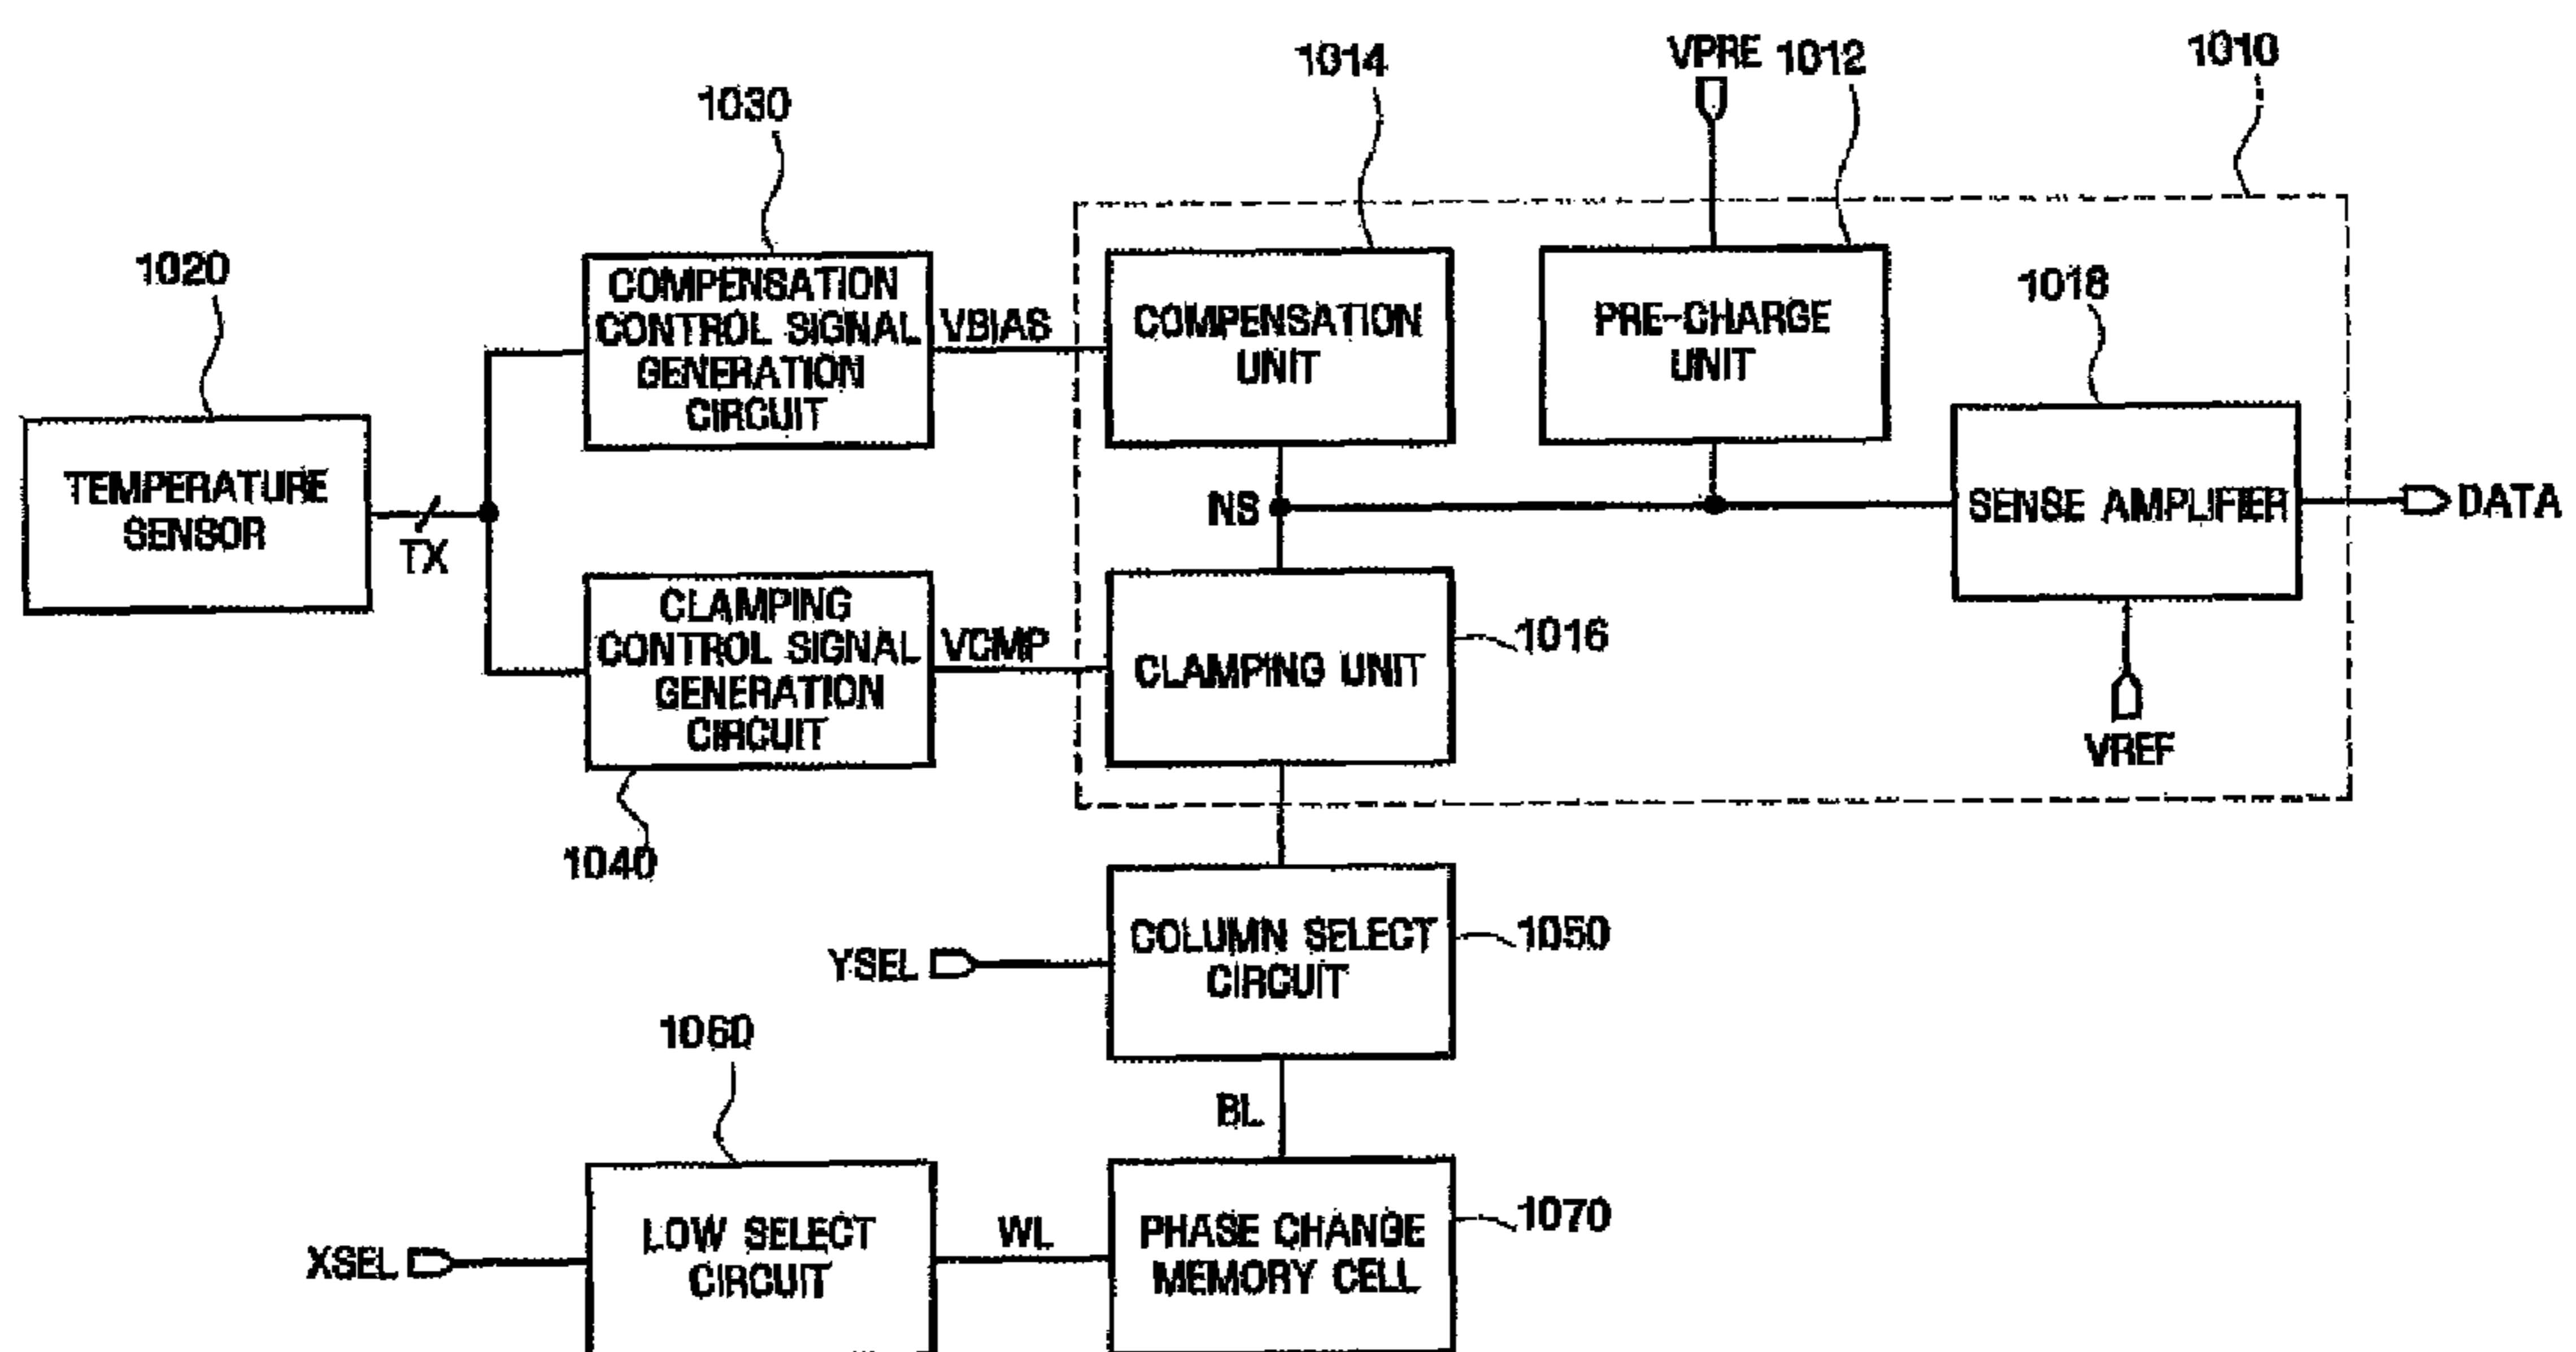 1014
VPRE
1012
1010
1030
1018
1020
COMPENSATION
CONTROL SIGNAL
GENERATION
CIRCUIT
VBIAS
COMPENSATION
UNIT
PRE-CHARGE
UNIT
TEMPERATURE
SENSOR
TX
NS
SENSE AMPLIFIER
DATA
CLAMPING
CONTROL SIGNAL
GENERATION
CIRCUIT
VCMP
CLAMPING UNIT
1016
VREF
1040
YSEL
COLUMN SELECT
CIRCUIT
1050
1060
BL
XSEL
LOW SELECT
CIRCUIT
WL
PHASE CHANGE
MEMORY CELL
1070